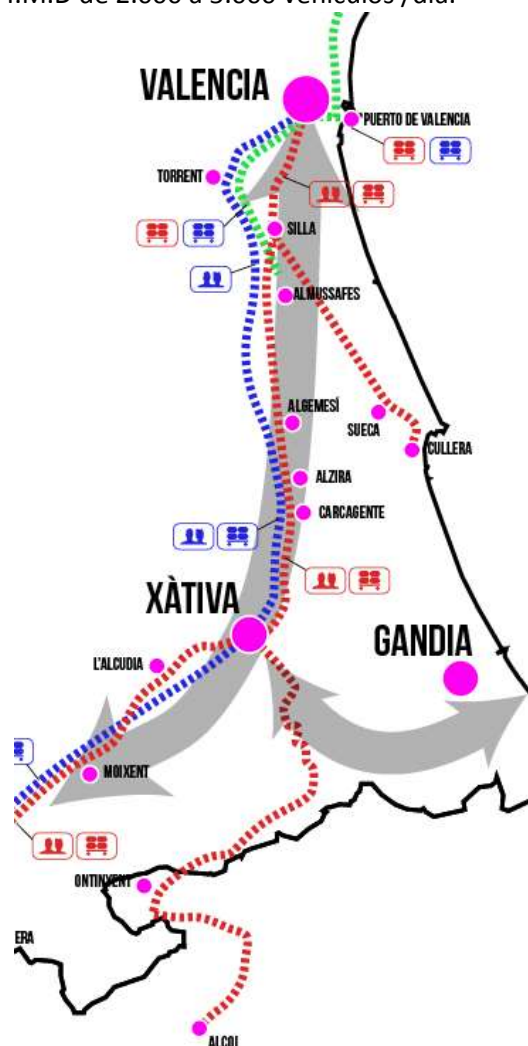 I.M.D de 2.000 a 5.000 vehículos /día.
VALENCIA
PUERTO DE VALENCIA
TORRENT
SILLA
ALMUSSAFES
ALGEMESÍ
SUECA
CULLERA
ALZIRA
CARCAGENTE
XÀTIVA
GANDIA
L'ALCUDIA
MOIXENT
ONTINYENT
ERA
ALCOI